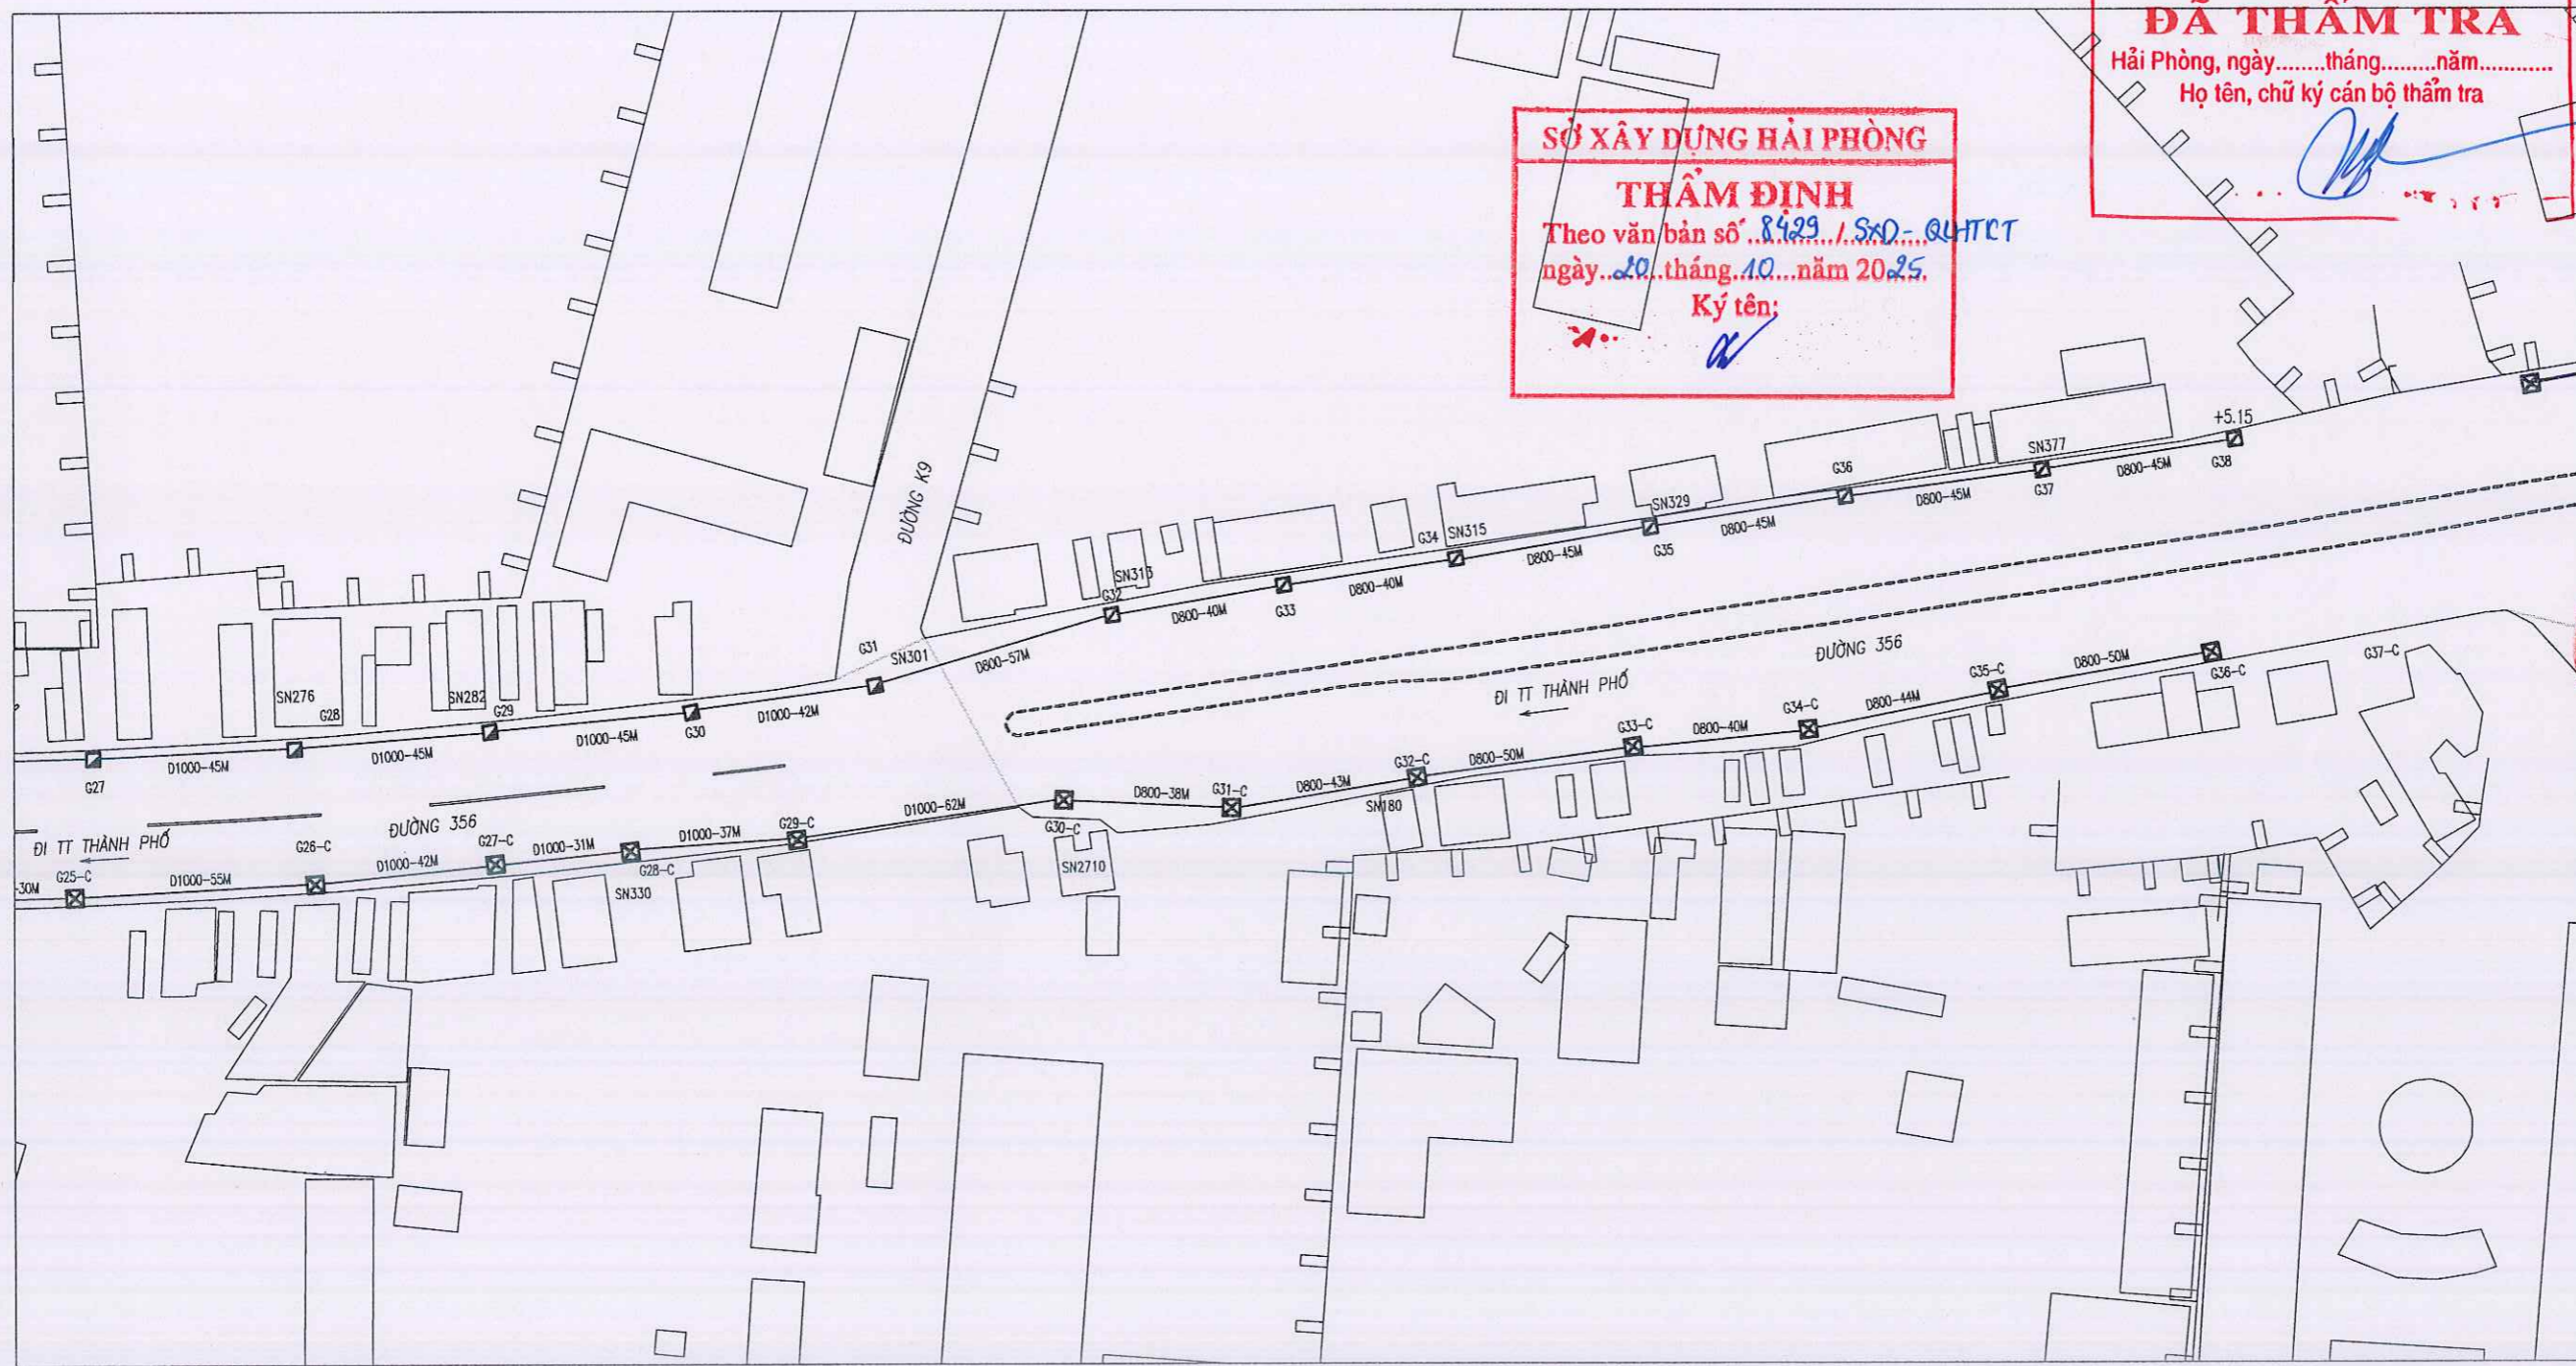 ĐÃ THẨM TRA
Hải Phòng, ngày........tháng.........năm............
Họ tên, chữ ký cán bộ thẩm tra
SỞ XÂY DỰNG HẢI PHÒNG
THẨM ĐỊNH
Theo văn bản số 8429 / SXD - QLHTKT
ngày 20 tháng 10 năm 2025
Ký tên:
ĐƯỜNG K9
+5.15
G38
D800-45M
SN377
G37
D800-45M
G36
D800-45M
SN329
G35
D800-45M
SN315
G34
D800-40M
G33
D800-40M
SN313
G32
D800-57M
SN301
G31
D1000-42M
G30
D1000-45M
G29
SN282
D1000-45M
G28
SN276
D1000-45M
G27
ĐƯỜNG 356
ĐI TT THÀNH PHỐ
ĐƯỜNG 356
ĐI TT THÀNH PHỐ
-30M
G25-C
D1000-55M
G26-C
D1000-42M
G27-C
D1000-31M
G28-C
SN330
D1000-37M
G29-C
D1000-62M
G30-C
SN2710
D800-38M
G31-C
D800-43M
G32-C
SN180
D800-50M
G33-C
D800-40M
G34-C
D800-44M
G35-C
D800-50M
G36-C
G37-C